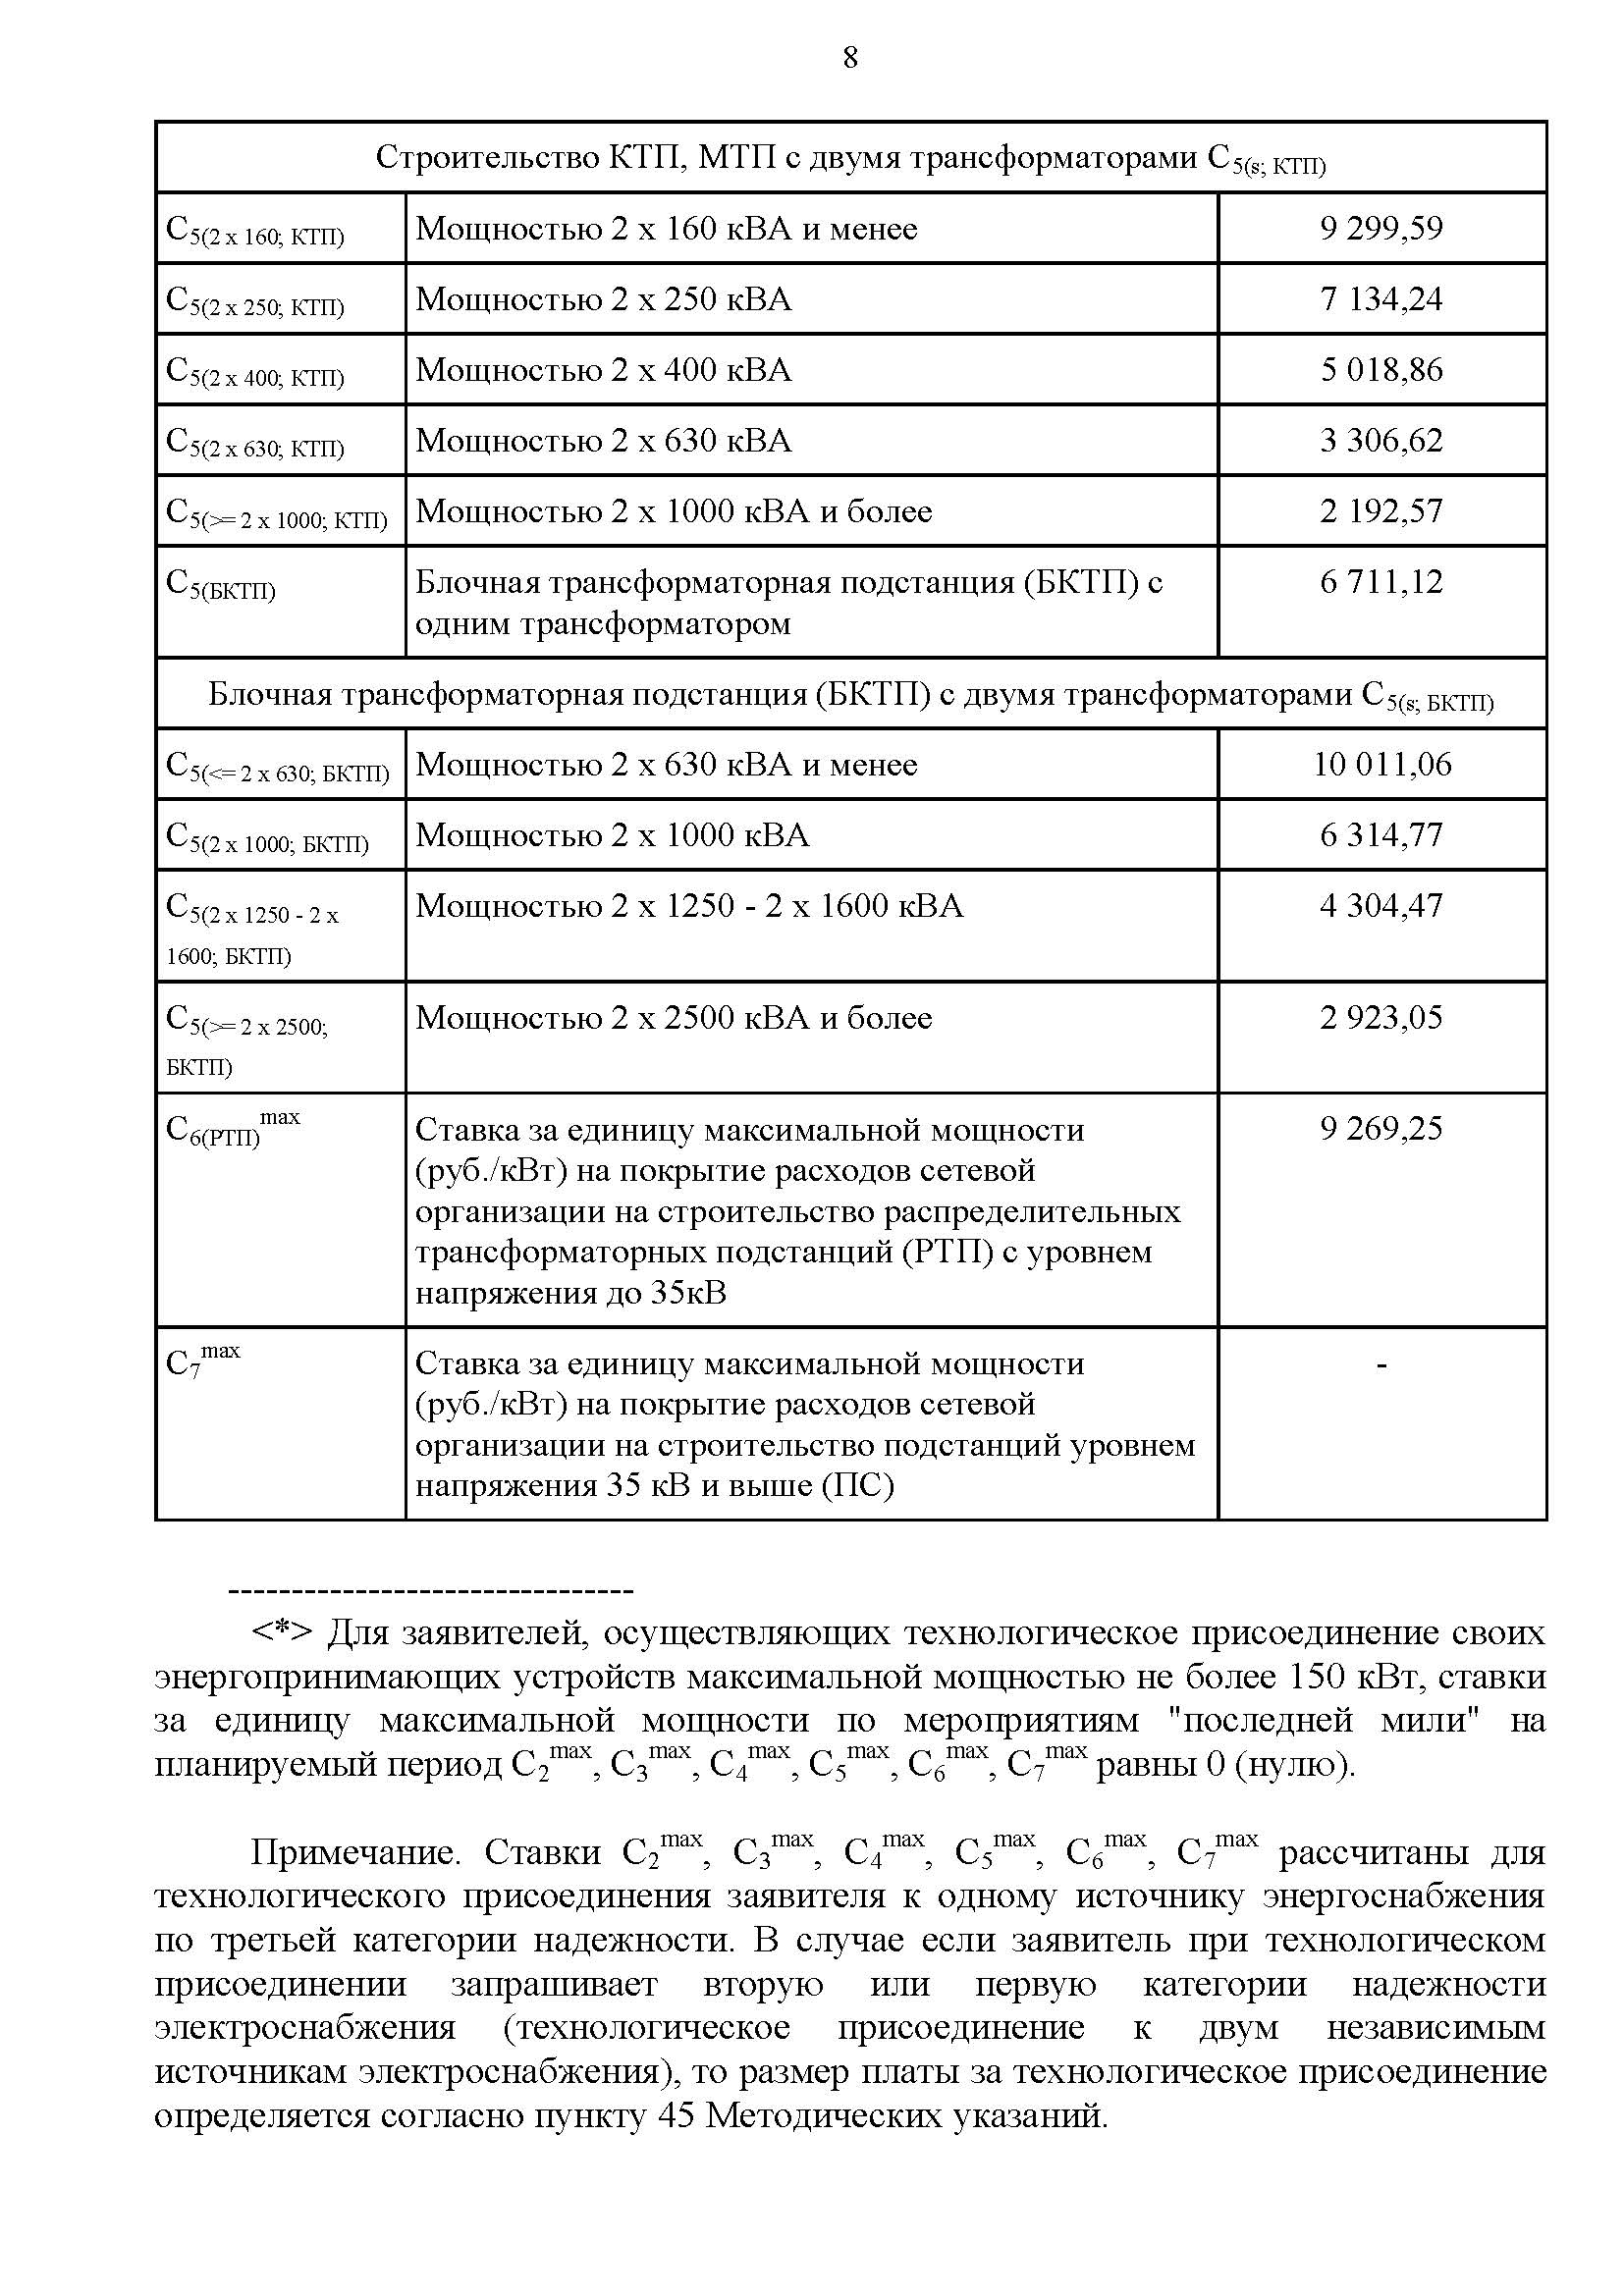 8
Строительство КТП, МТП с двумя трансформаторами С5(s; КТП)
С5(2 х 160; КТП) Мощностью 2 х 160 кВА и менее 9 299,59
С5(2 х 250; КТП) Мощностью 2 х 250 кВА 7 134,24
С5(2 х 400; КТП) Мощностью 2 х 400 кВА 5 018,86
С5(2 х 630; КТП) Мощностью 2 х 630 кВА 3 306,62
С5(>= 2 х 1000; КТП) Мощностью 2 х 1000 кВА и более 2 192,57
С5(БКТП) Блочная трансформаторная подстанция (БКТП) с 6 711,12
одним трансформатором
Блочная трансформаторная подстанция (БКТП) с двумя трансформаторами С5(s; БКТП)
С5(<= 2 х 630; БКТП) Мощностью 2 х 630 кВА и менее 10 011,06
С5(2 х 1000; БКТП) Мощностью 2 х 1000 кВА 6 314,77
С5(2 х 1250 - 2 х Мощностью 2 х 1250 - 2 х 1600 кВА 4 304,47
1600; БКТП)
С5(>= 2 х 2500; Мощностью 2 х 2500 кВА и более 2 923,05
БКТП)
С6(РТП)max Ставка за единицу максимальной мощности 9 269,25
(руб./кВт) на покрытие расходов сетевой
организации на строительство распределительных
трансформаторных подстанций (РТП) с уровнем
напряжения до 35кВ
С7max Ставка за единицу максимальной мощности -
(руб./кВт) на покрытие расходов сетевой
организации на строительство подстанций уровнем
напряжения 35 кВ и выше (ПС)
--------------------------------
<*> Для заявителей, осуществляющих технологическое присоединение своих
энергопринимающих устройств максимальной мощностью не более 150 кВт, ставки
за единицу максимальной мощности по мероприятиям "последней мили" на
планируемый период С2max, С3max, С4max, С5max, С6max, С7max равны 0 (нулю).
Примечание. Ставки С2max, С3max, С4max, С5max, С6max, С7max рассчитаны для
технологического присоединения заявителя к одному источнику энергоснабжения
по третьей категории надежности. В случае если заявитель при технологическом
присоединении запрашивает вторую или первую категории надежности
электроснабжения (технологическое присоединение к двум независимым
источникам электроснабжения), то размер платы за технологическое присоединение
определяется согласно пункту 45 Методических указаний.